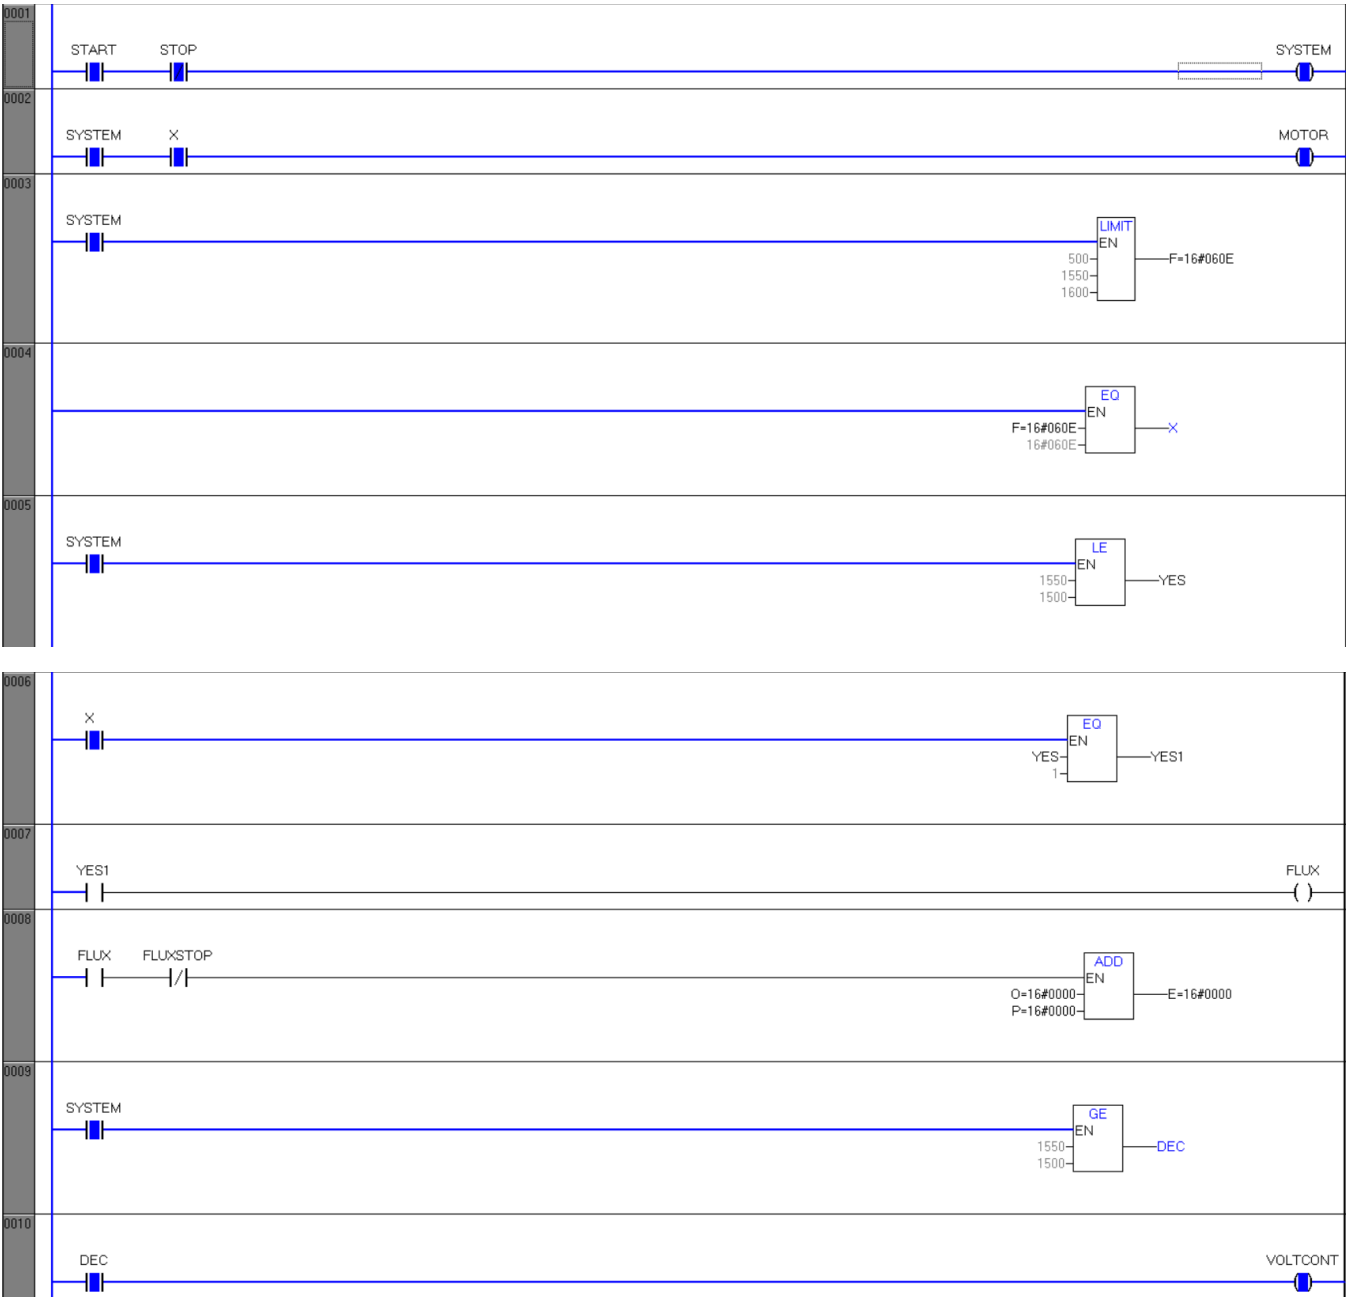 0001
START STOP SYSTEM
0002
SYSTEM X MOTOR
0003
SYSTEM
LIMIT
EN
500 F=16#060E
1550
1600
0004
EQ
EN
F=16#060E X
16#060E
0005
SYSTEM
LE
EN
1550 YES
1500
0006
X
EQ
EN
YES YES1
1
0007
YES1 FLUX
0008
FLUX FLUXSTOP
ADD
EN
O=16#0000 E=16#0000
P=16#0000
0009
SYSTEM
GE
EN
1550 DEC
1500
0010
DEC VOLTCONT